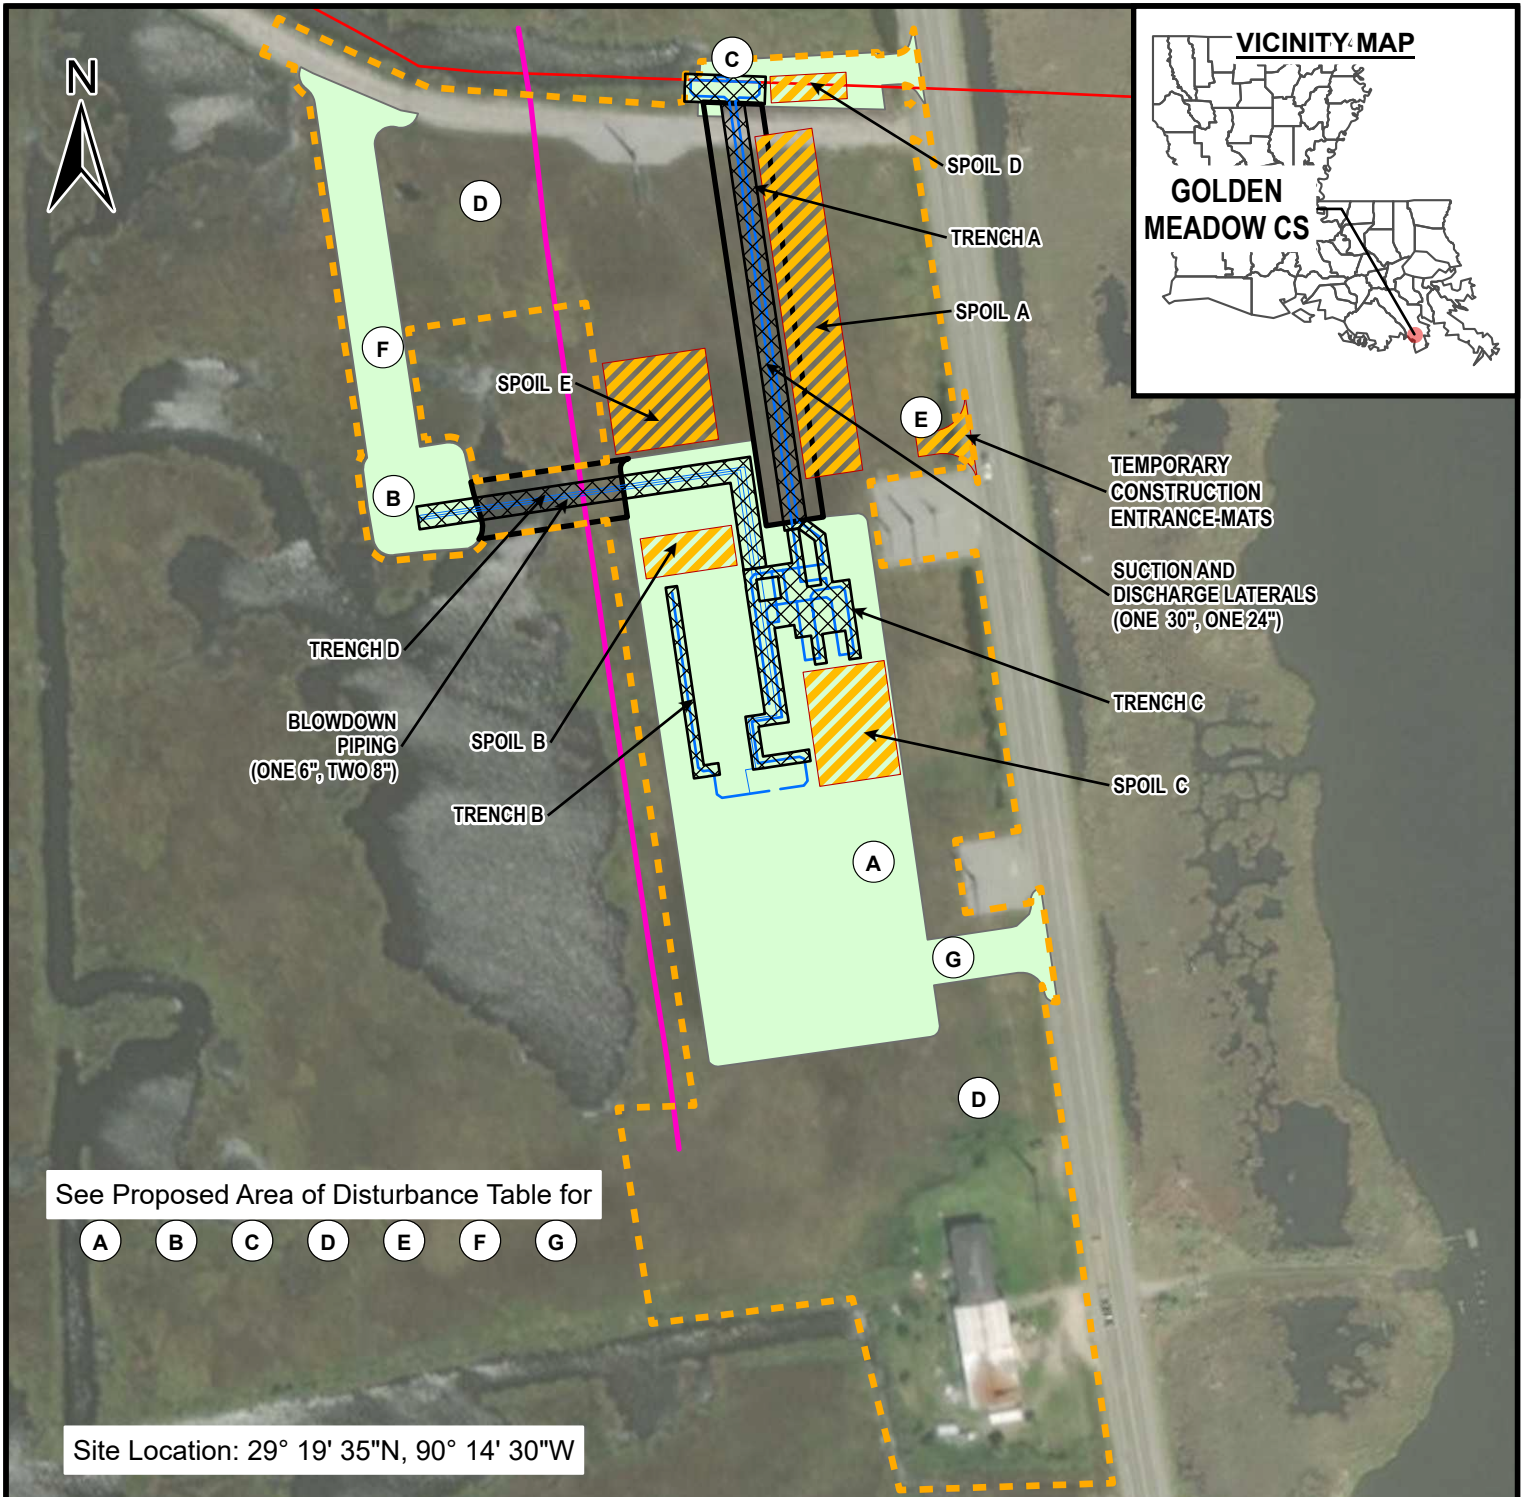 N
VICINITY MAP
GOLDEN
MEADOW CS
C
SPOIL D
D
TRENCH A
SPOIL A
F
SPOIL E
E
TEMPORARY
CONSTRUCTION
ENTRANCE-MATS
B
SUCTION AND
DISCHARGE LATERALS
(ONE 30", ONE 24")
TRENCH D
TRENCH C
BLOWDOWN
PIPING
(ONE 6", TWO 8")
SPOIL B
SPOIL C
TRENCH B
A
G
D
See Proposed Area of Disturbance Table for
A B C D E F G
Site Location: 29° 19' 35"N, 90° 14' 30"W